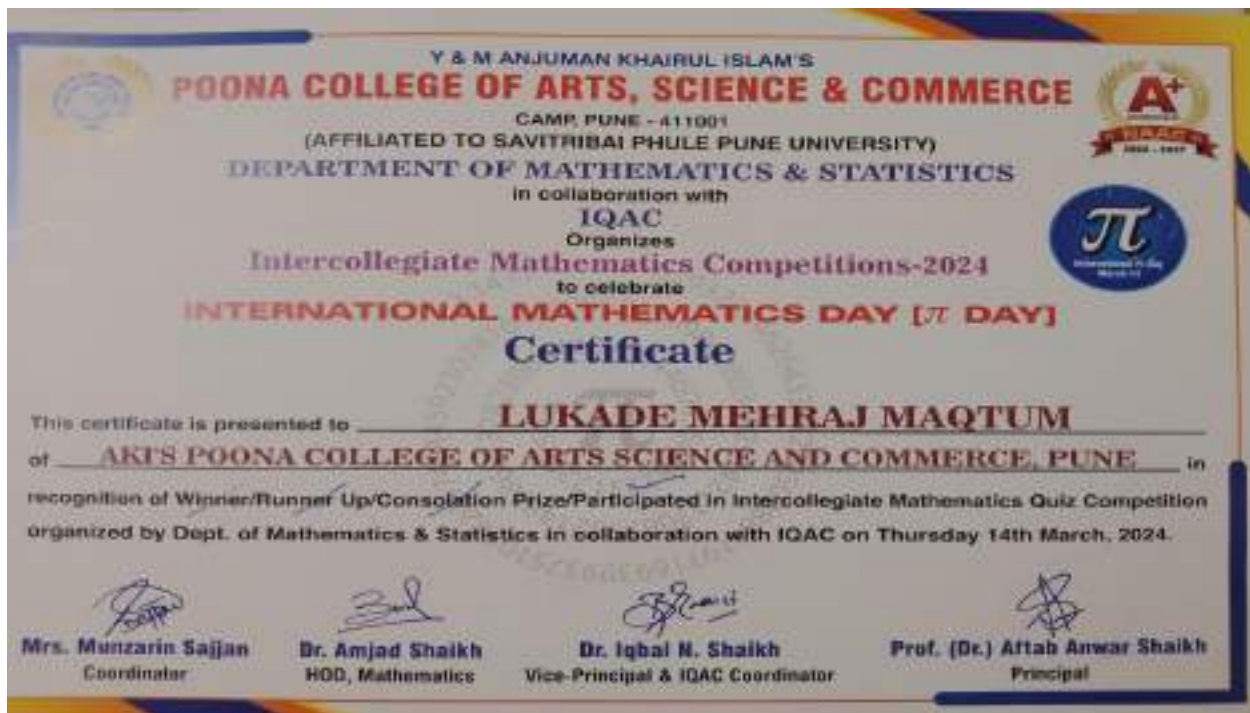 Y & M ANJUMAN KHAIRUL ISLAM'S
POONA COLLEGE OF ARTS, SCIENCE & COMMERCE
CAMP, PUNE - 411001
(AFFILIATED TO SAVITRIBAI PHULE PUNE UNIVERSITY)
DEPARTMENT OF MATHEMATICS & STATISTICS
in collaboration with
IQAC
Organizes
Intercollegiate Mathematics Competitions-2024
to celebrate
INTERNATIONAL MATHEMATICS DAY [π DAY]
Certificate
A+
NAAC
π
International Pi Day
March 14
This certificate is presented to LUKADE MEHRAJ MAQTUM
of AKI'S POONA COLLEGE OF ARTS SCIENCE AND COMMERCE, PUNE in
recognition of Winner/Runner Up/Consolation Prize/Participated in Intercollegiate Mathematics Quiz Competition
organized by Dept. of Mathematics & Statistics in collaboration with IQAC on Thursday 14th March, 2024.
Mrs. Munzarin Sajjan
Coordinator
Dr. Amjad Shaikh
HOD, Mathematics
Dr. Iqbal N. Shaikh
Vice-Principal & IQAC Coordinator
Prof. (Dr.) Aftab Anwar Shaikh
Principal